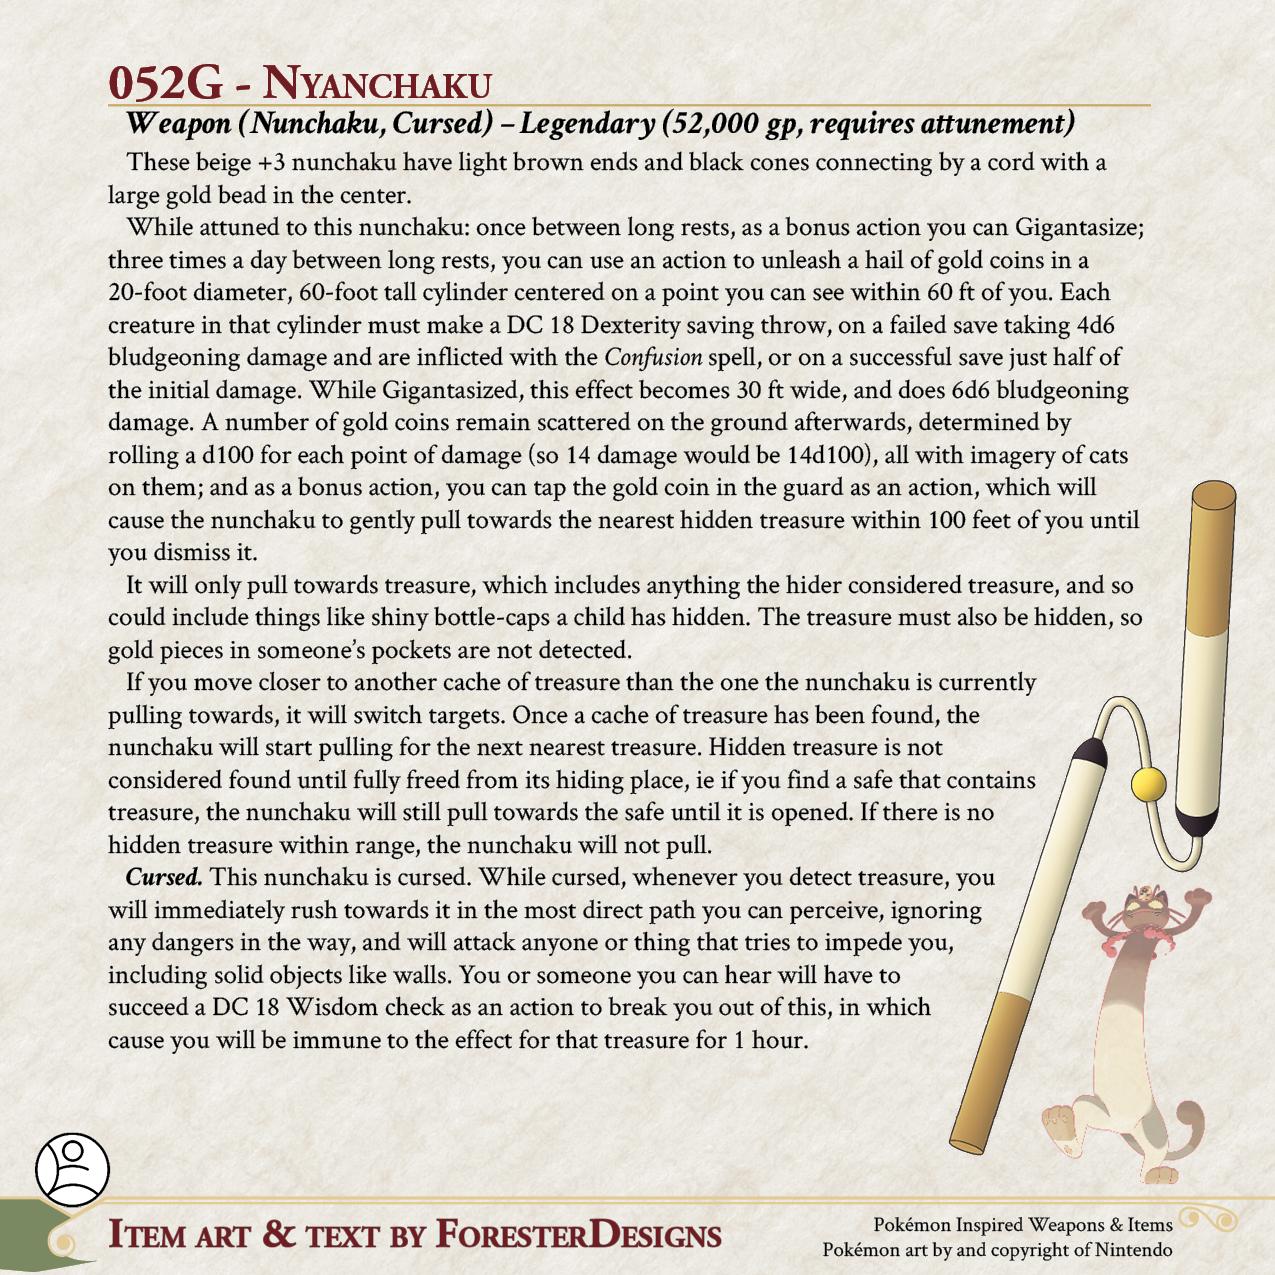 052G - Nyanchaku
Weapon (Nunchaku, Cursed) – Legendary (52,000 gp, requires attunement)
These beige +3 nunchaku have light brown ends and black cones connecting by a cord with a
large gold bead in the center.
While attuned to this nunchaku: once between long rests, as a bonus action you can Gigantasize;
three times a day between long rests, you can use an action to unleash a hail of gold coins in a
20-foot diameter, 60-foot tall cylinder centered on a point you can see within 60 ft of you. Each
creature in that cylinder must make a DC 18 Dexterity saving throw, on a failed save taking 4d6
bludgeoning damage and are inflicted with the Confusion spell, or on a successful save just half of
the initial damage. While Gigantasized, this effect becomes 30 ft wide, and does 6d6 bludgeoning
damage. A number of gold coins remain scattered on the ground afterwards, determined by
rolling a d100 for each point of damage (so 14 damage would be 14d100), all with imagery of cats
on them; and as a bonus action, you can tap the gold coin in the guard as an action, which will
cause the nunchaku to gently pull towards the nearest hidden treasure within 100 feet of you until
you dismiss it.
It will only pull towards treasure, which includes anything the hider considered treasure, and so
could include things like shiny bottle-caps a child has hidden. The treasure must also be hidden, so
gold pieces in someone's pockets are not detected.
If you move closer to another cache of treasure than the one the nunchaku is currently
pulling towards, it will switch targets. Once a cache of treasure has been found, the
nunchaku will start pulling for the next nearest treasure. Hidden treasure is not
considered found until fully freed from its hiding place, ie if you find a safe that contains
treasure, the nunchaku will still pull towards the safe until it is opened. If there is no
hidden treasure within range, the nunchaku will not pull.
Cursed. This nunchaku is cursed. While cursed, whenever you detect treasure, you
will immediately rush towards it in the most direct path you can perceive, ignoring
any dangers in the way, and will attack anyone or thing that tries to impede you,
including solid objects like walls. You or someone you can hear will have to
succeed a DC 18 Wisdom check as an action to break you out of this, in which
cause you will be immune to the effect for that treasure for 1 hour.
Item art & text by ForesterDesigns
Pokémon Inspired Weapons & Items
Pokémon art by and copyright of Nintendo